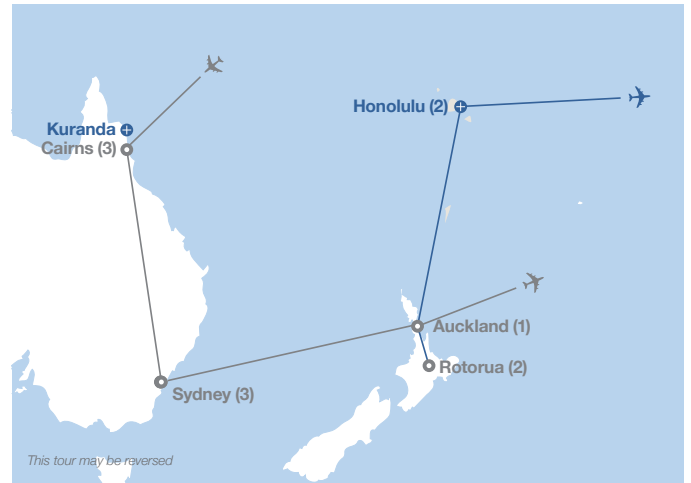 Honolulu (2)
Kuranda
Cairns (3)
Auckland (1)
Rotorua (2)
Sydney (3)
This tour may be reversed